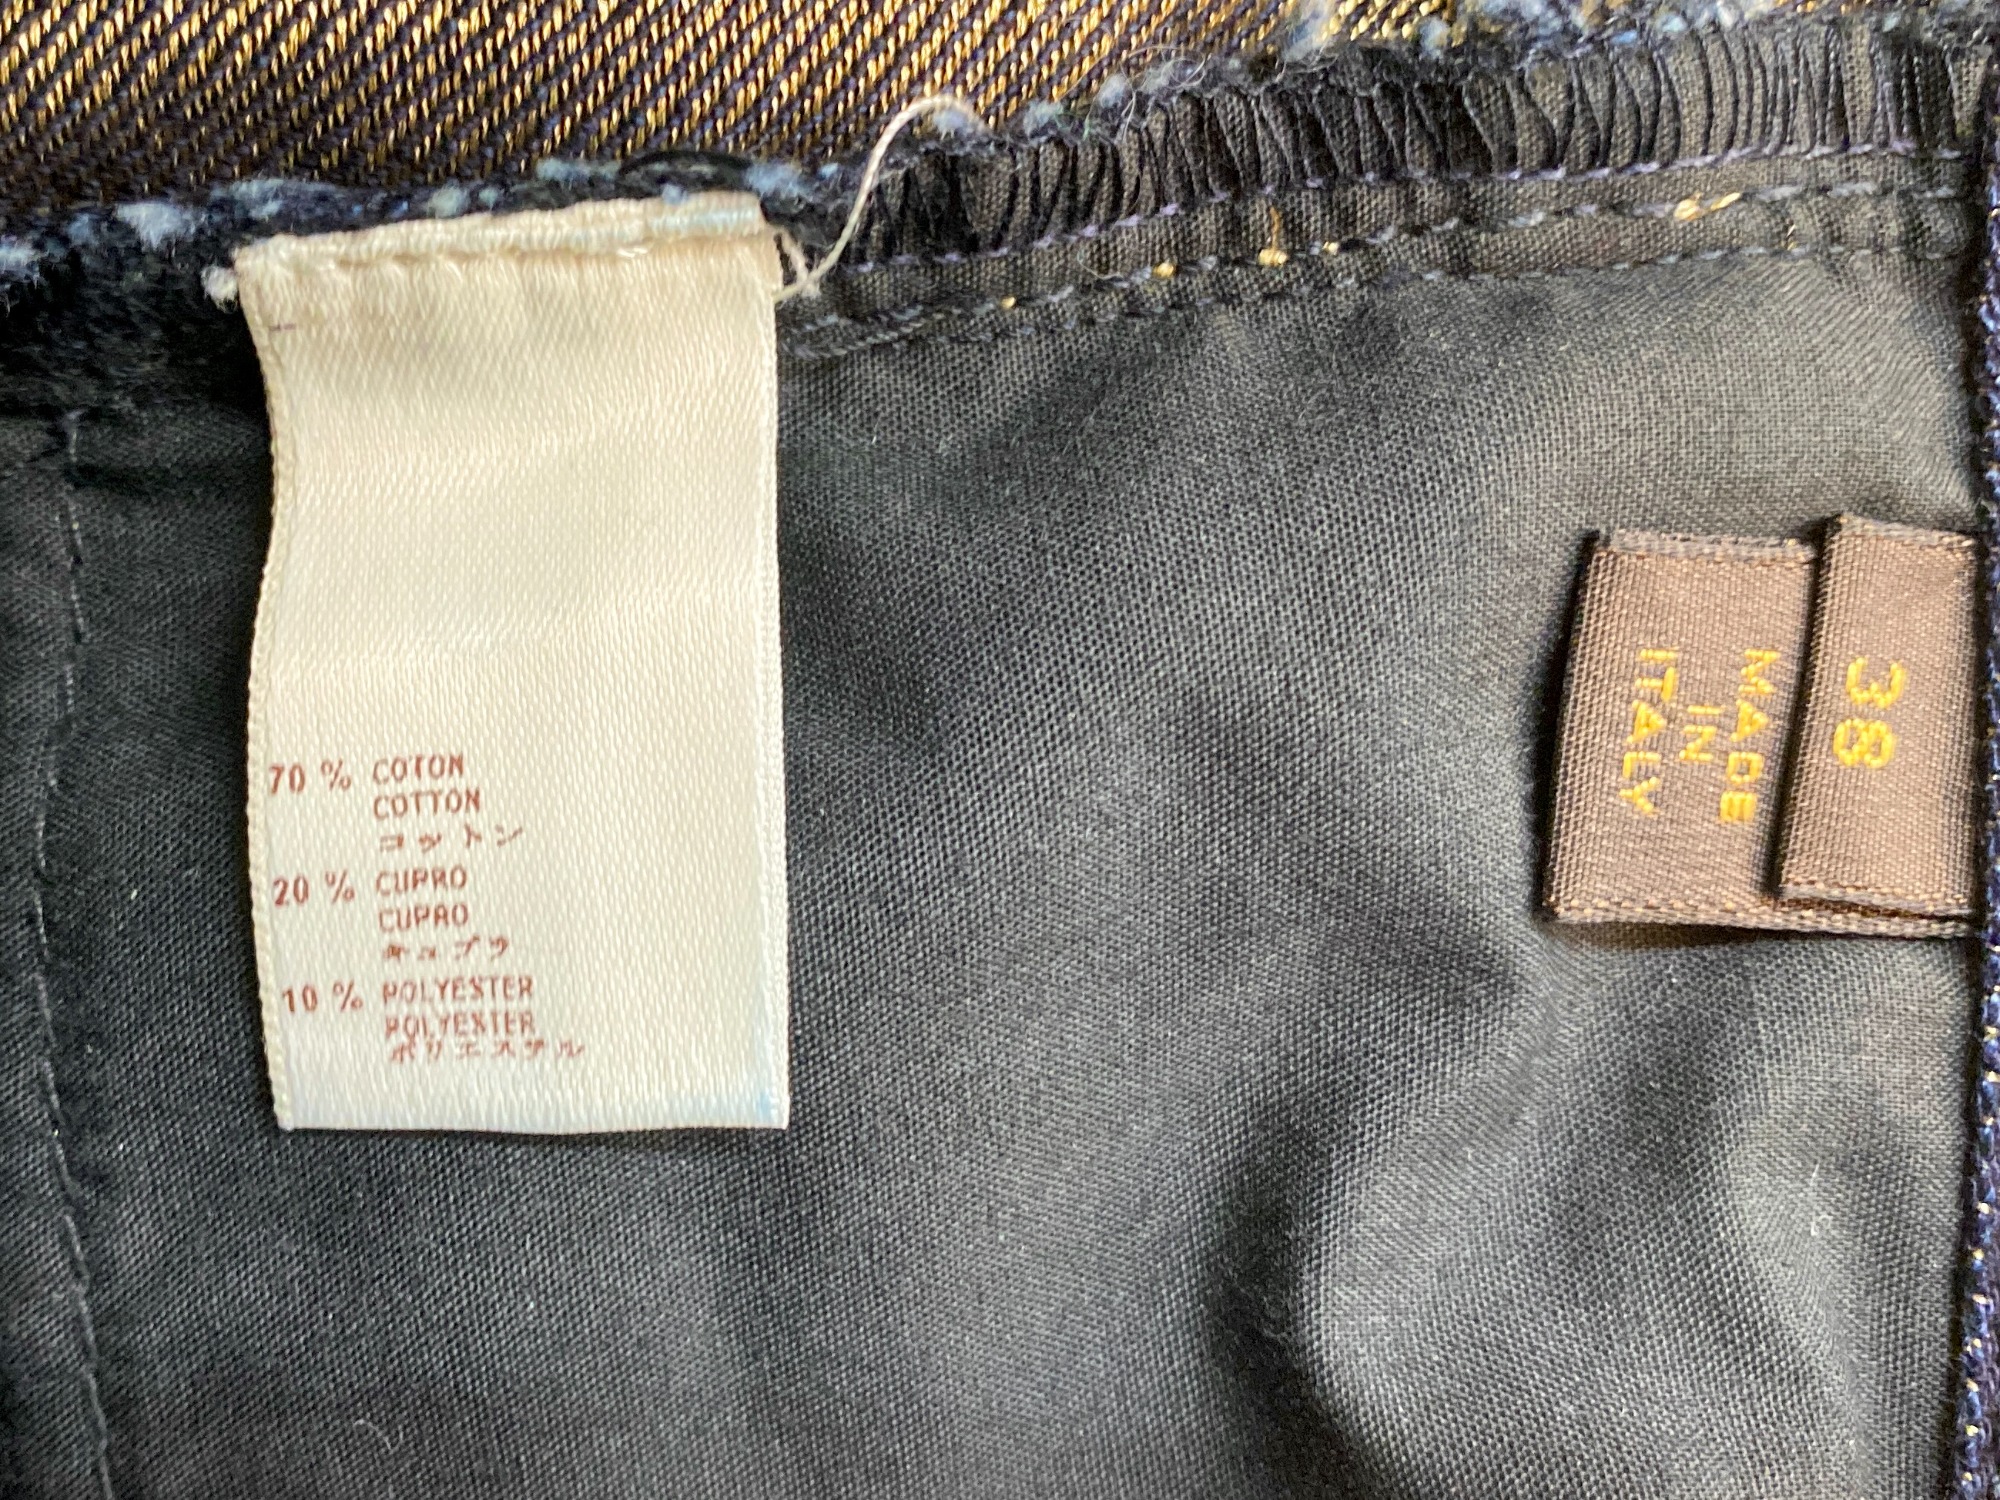 70 % COTON
COTTON
コットン
20 % CUPRO
CUPRO
キュプラ
10 % POLYESTER
POLYESTER
ポリエステル
38
MADE
IN
ITALY